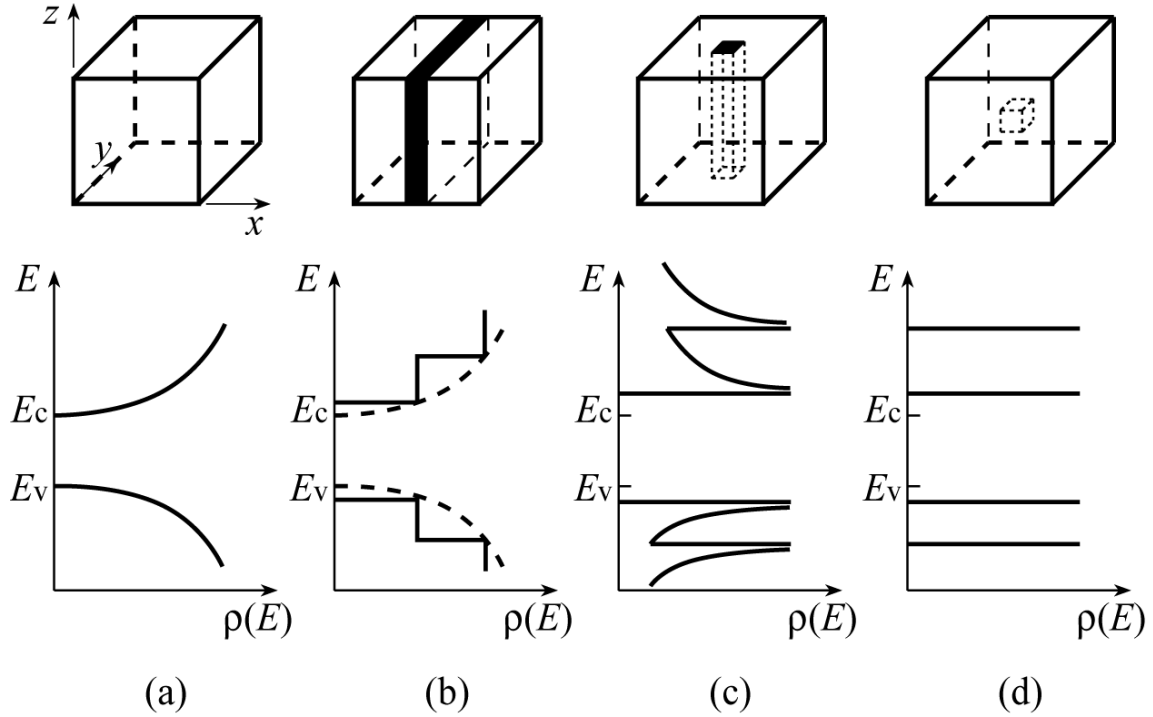 z
y
x
E E E E
Ec Ec Ec Ec
Ev Ev Ev Ev
ρ(E) ρ(E) ρ(E) ρ(E)
(a) (b) (c) (d)